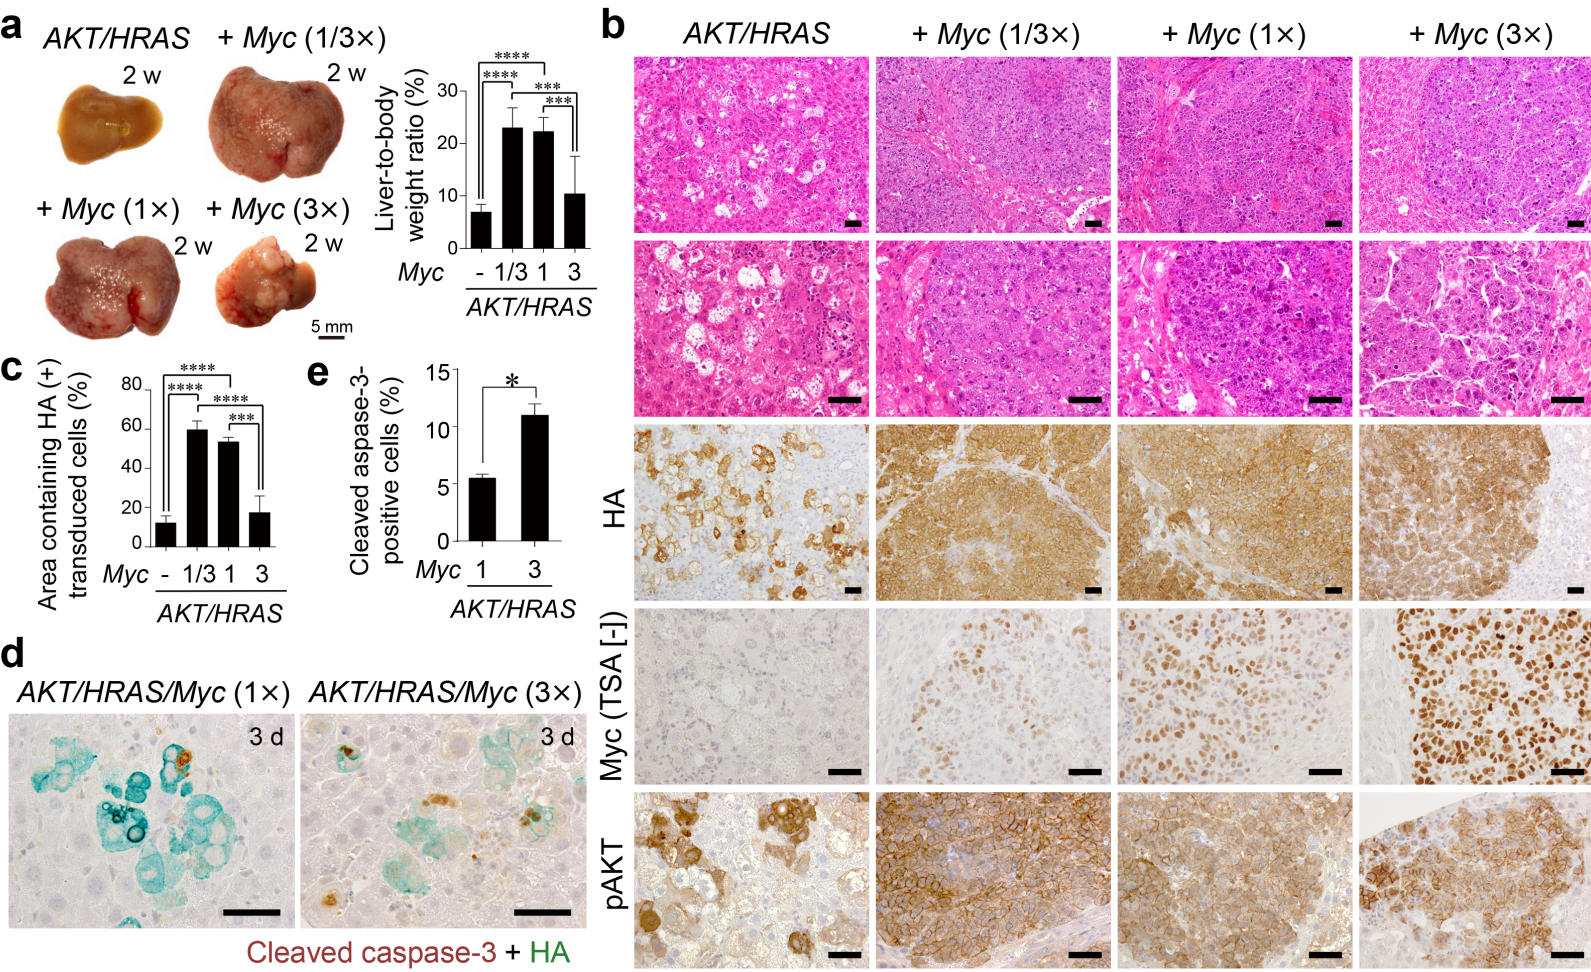 a
AKT/HRAS
2 w
+ Myc (1/3×)
2 w
+ Myc (1×)
2 w
+ Myc (3×)
2 w
5 mm
Liver-to-body
weight ratio (%)
30
20
10
0
****
****
***
***
Myc - 1/3 1 3
AKT/HRAS
b
AKT/HRAS
+ Myc (1/3×)
+ Myc (1×)
+ Myc (3×)
HA
Myc (TSA [-])
pAKT
c
Area containing HA (+)
transduced cells (%)
80
60
40
20
0
****
****
****
***
Myc - 1/3 1 3
AKT/HRAS
e
Cleaved aspase-3-
positive cells (%)
15
10
5
0
*
Myc 1 3
AKT/HRAS
d
AKT/HRAS/Myc (1×)
3 d
AKT/HRAS/Myc (3×)
3 d
Cleaved caspase-3 + HA